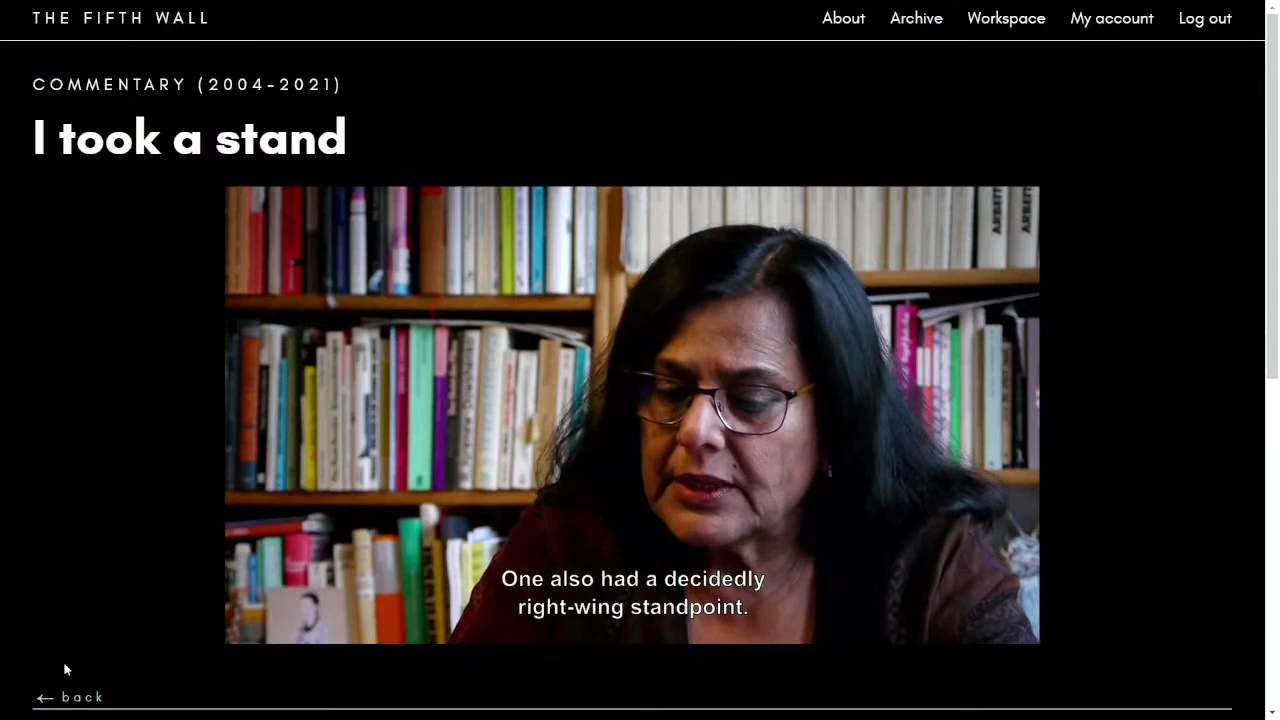 THE FIFTH WALL
About Archive Workspace My account Log out
COMMENTARY (2004-2021)
I took a stand
One also had a decidedly
right-wing standpoint.
← back